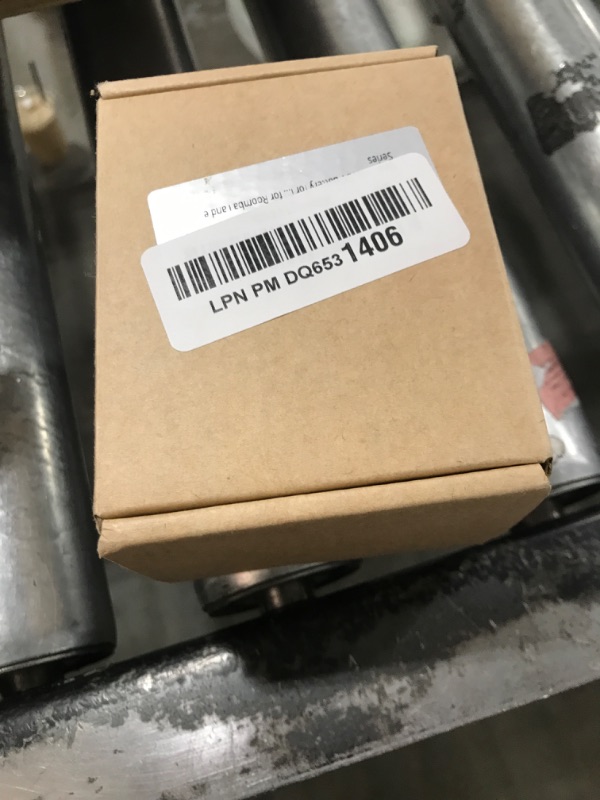 LPN PM DQ6531406
for Roomba i and e
Series